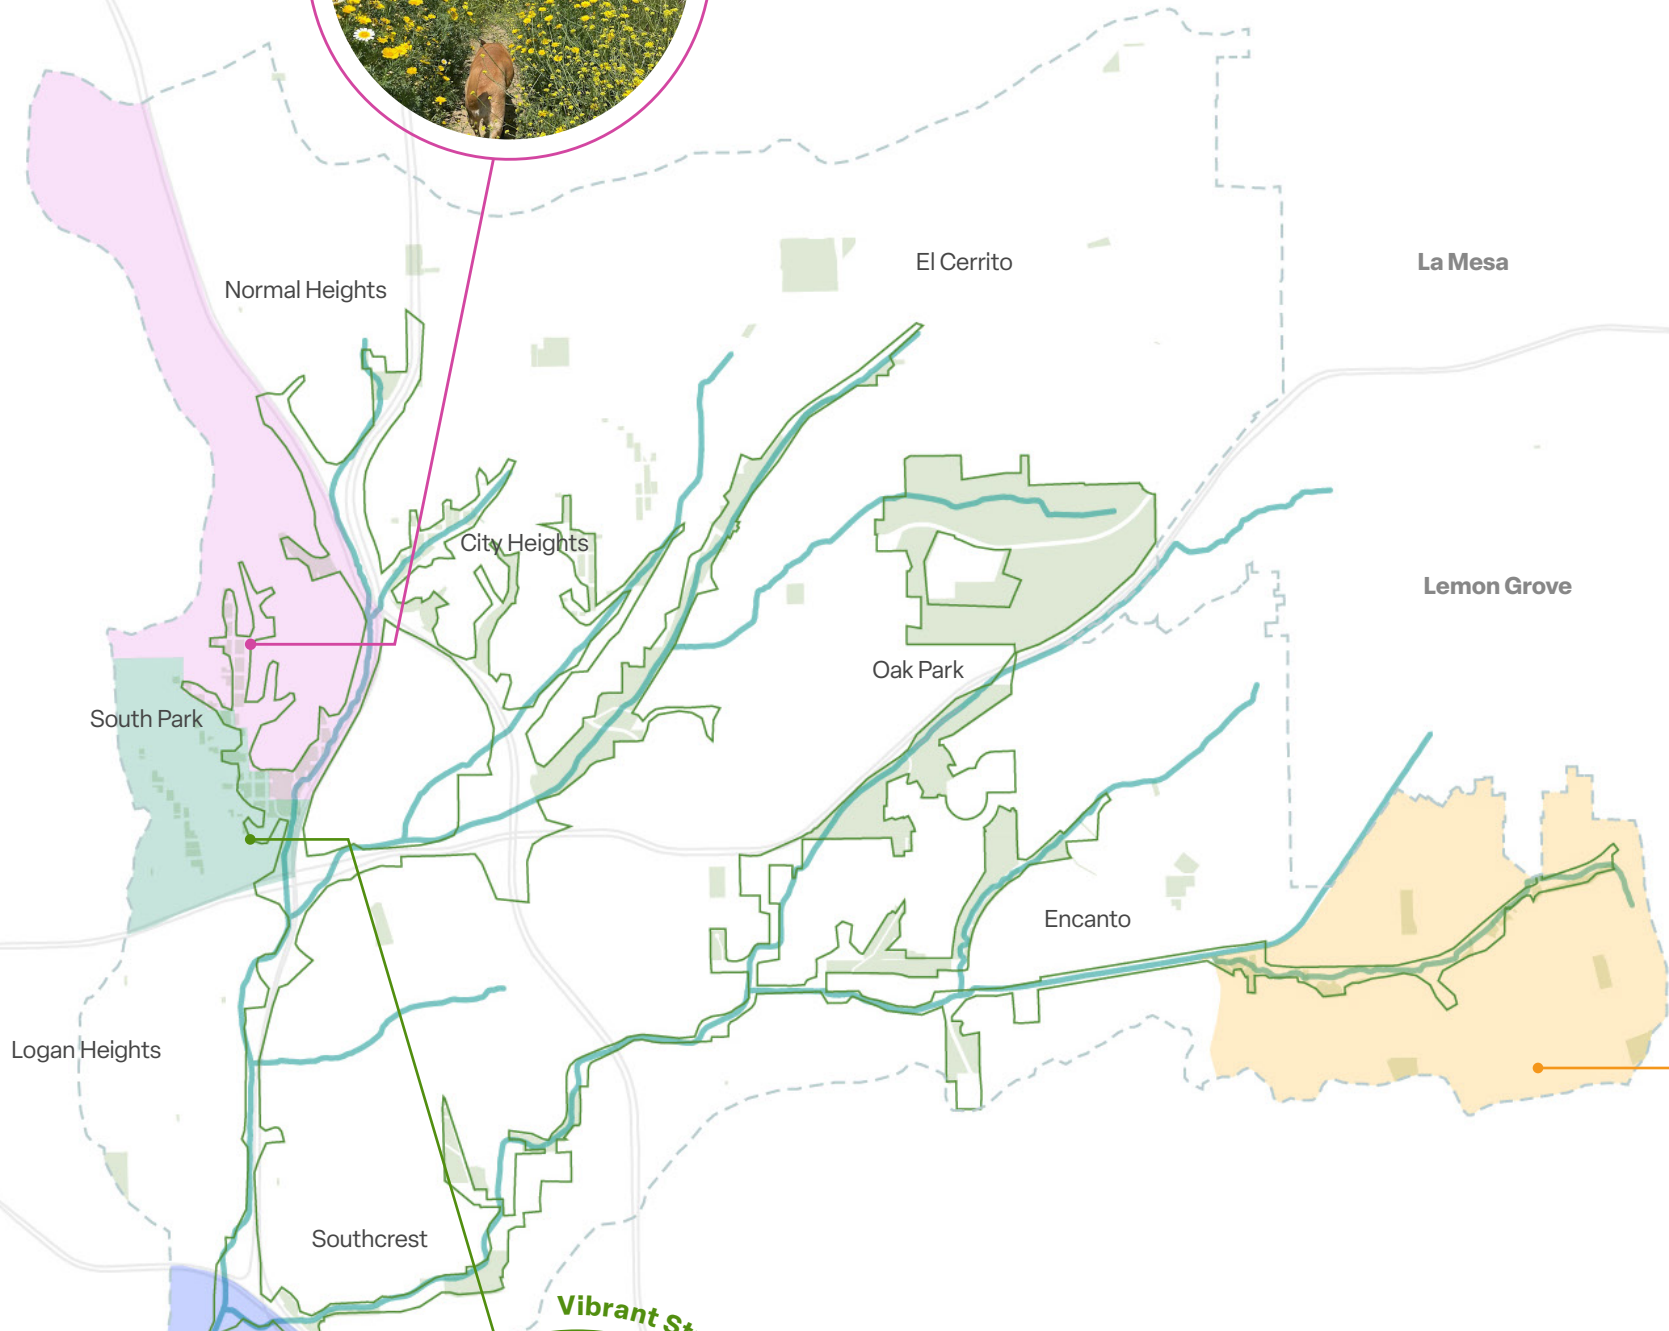 El Cerrito
La Mesa
Normal Heights
City Heights
Lemon Grove
Oak Park
South Park
Encanto
Logan Heights
Southcrest
Vibrant